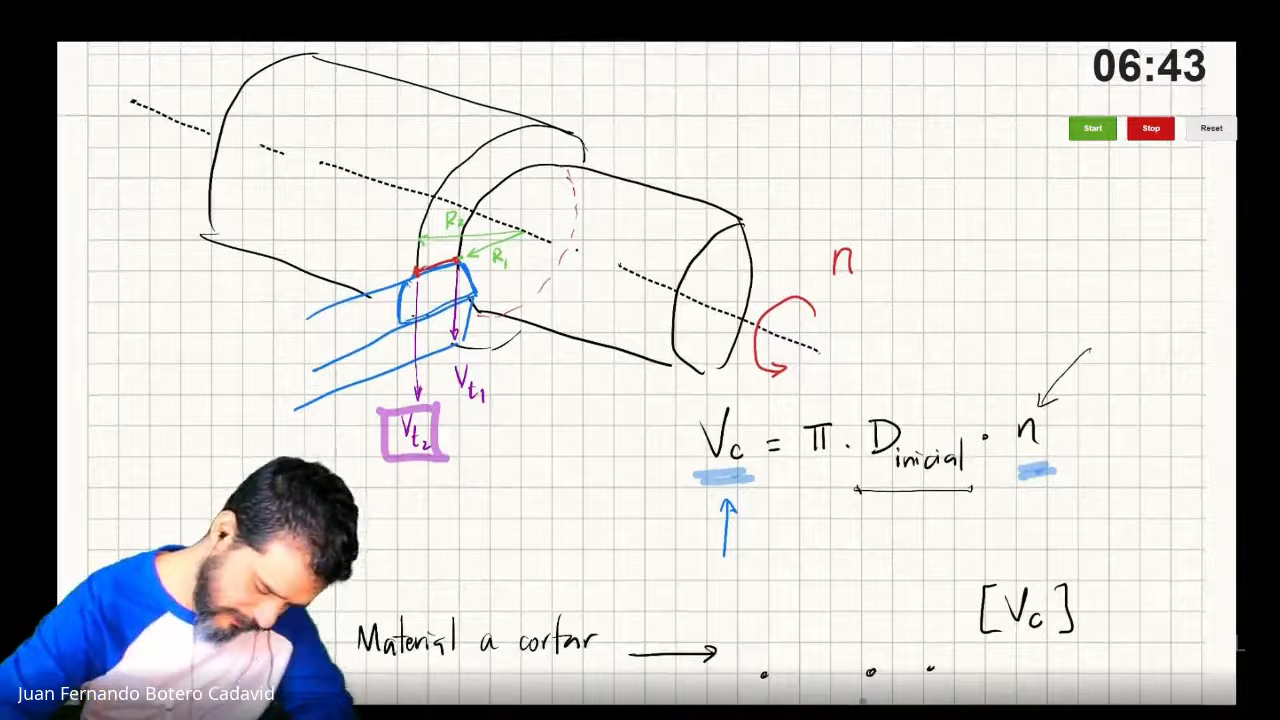 06:43
Start Stop Reset
R₂
R₁
n
Vt₁
Vt₂
Vc = π · Dinicial · n
[Vc]
Material a cortar →
Juan Fernando Botero Cadavid